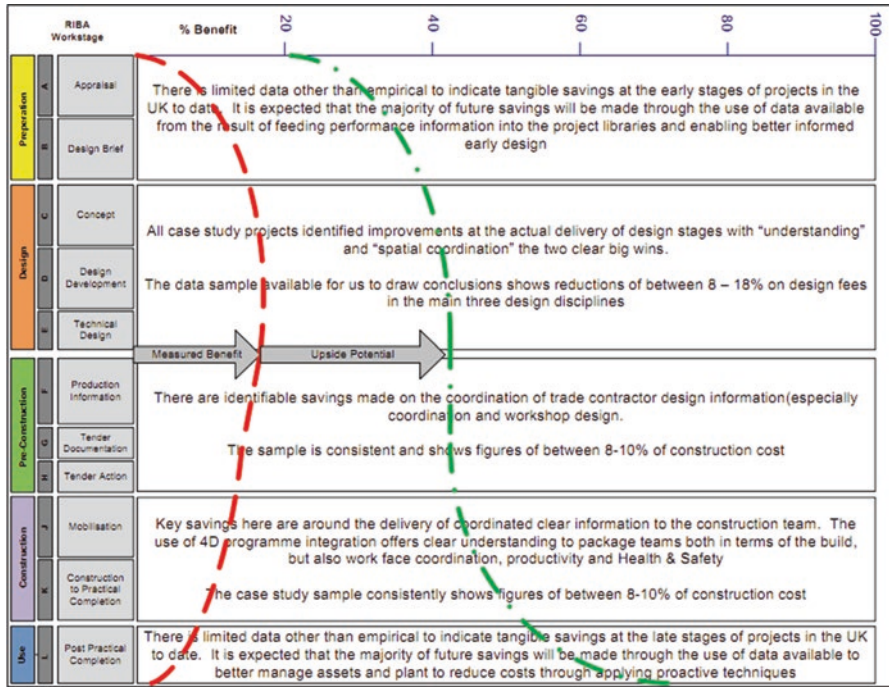 RIBA
Workstage
% Benefit
20
40
60
80
100
Preperation
A
Appraisal
B
Design Brief
There is limited data other than empirical to indicate tangible savings at the early stages of projects in the
UK to date. It is expected that the majority of future savings will be made through the use of data available
from the result of feeding performance information into the project libraries and enabling better informed
early design
Design
C
Concept
D
Design
Development
E
Technical
Design
All case study projects identified improvements at the actual delivery of design stages with “understanding”
and “spatial coordination” the two clear big wins.
The data sample available for us to draw conclusions shows reductions of between 8 – 18% on design fees
in the main three design disciplines
Measured Benefit
Upside Potential
Pre-Construction
F
Production
Information
G
Tender
Documentation
H
Tender Action
There are identifiable savings made on the coordination of trade contractor design information(especially
coordination and workshop design.
The sample is consistent and shows figures of between 8-10% of construction cost
Construction
J
Mobilisation
K
Construction
to Practical
Completion
Key savings here are around the delivery of coordinated clear information to the construction team. The
use of 4D programme integration offers clear understanding to package teams both in terms of the build,
but also work face coordination, productivity and Health & Safety
The case study sample consistently shows figures of between 8-10% of construction cost
Use
L
Post Practical
Completion
There is limited data other than empirical to indicate tangible savings at the late stages of projects in the UK
to date. It is expected that the majority of future savings will be made through the use of data available to
better manage assets and plant to reduce costs through applying proactive techniques